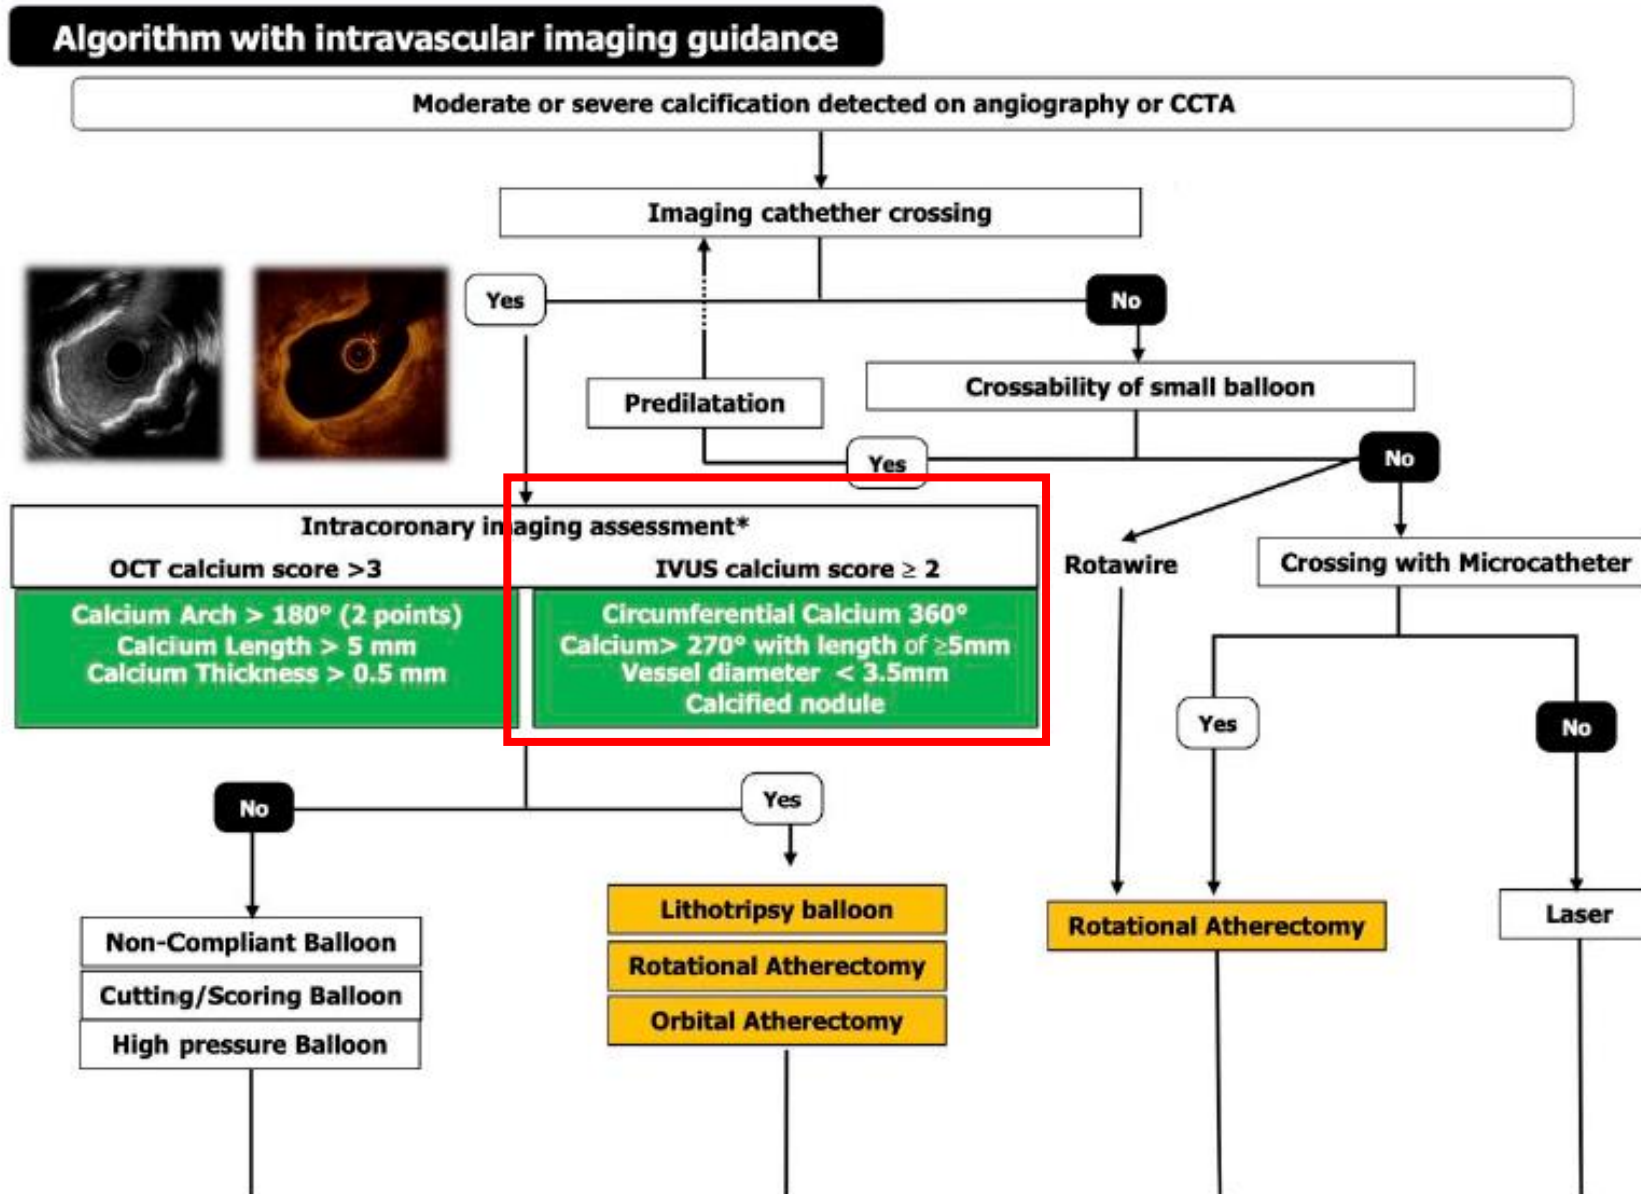 Algorithm with intravascular imaging guidance
Moderate or severe calcification detected on angiography or CCTA
Imaging cathether crossing
Yes
No
Predilatation
Crossability of small balloon
Yes
No
Intracoronary imaging assessment*
OCT calcium score >3
IVUS calcium score ≥ 2
Calcium Arch > 180° (2 points)
Calcium Length > 5 mm
Calcium Thickness > 0.5 mm
Circumferential Calcium 360°
Calcium> 270° with length of ≥5mm
Vessel diameter < 3.5mm
Calcified nodule
Rotawire
Crossing with Microcatheter
Yes
No
No
Yes
Non-Compliant Balloon
Cutting/Scoring Balloon
High pressure Balloon
Lithotripsy balloon
Rotational Atherectomy
Orbital Atherectomy
Rotational Atherectomy
Laser